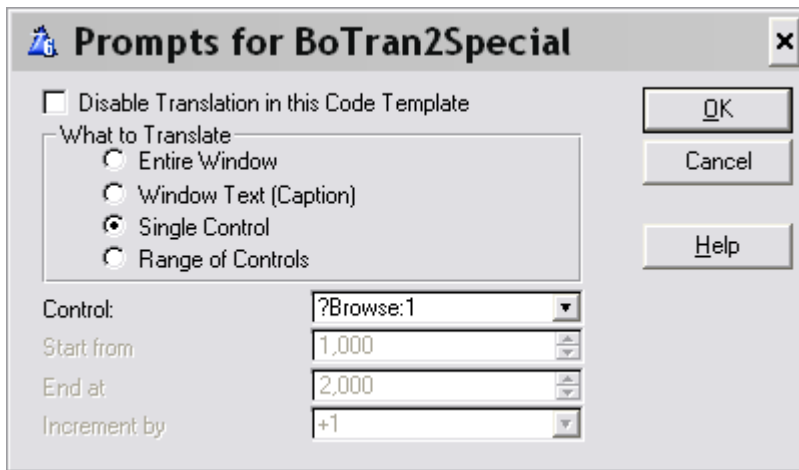 Prompts for BoTran2Special
Disable Translation in this Code Template
OK
What to Translate
Entire Window
Cancel
Window Text (Caption)
Single Control
Help
Range of Controls
Control: ?Browse:1
Start from 1,000
End at 2,000
Increment by +1